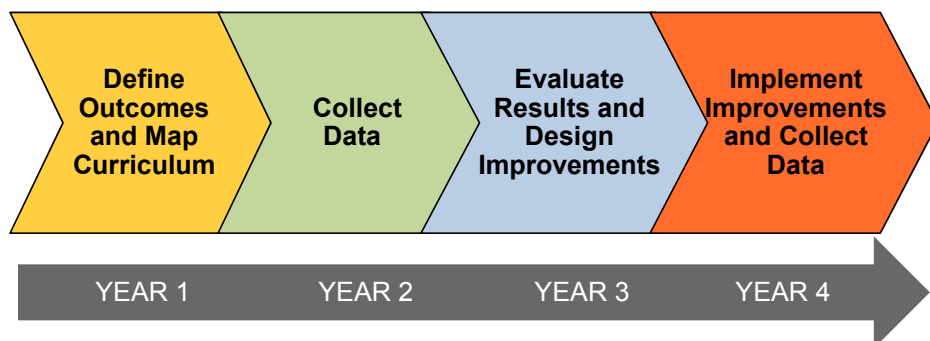 Define
Outcomes
and Map
Curriculum
Collect
Data
Evaluate
Results and
Design
Improvements
Implement
Improvements
and Collect
Data
YEAR 1
YEAR 2
YEAR 3
YEAR 4